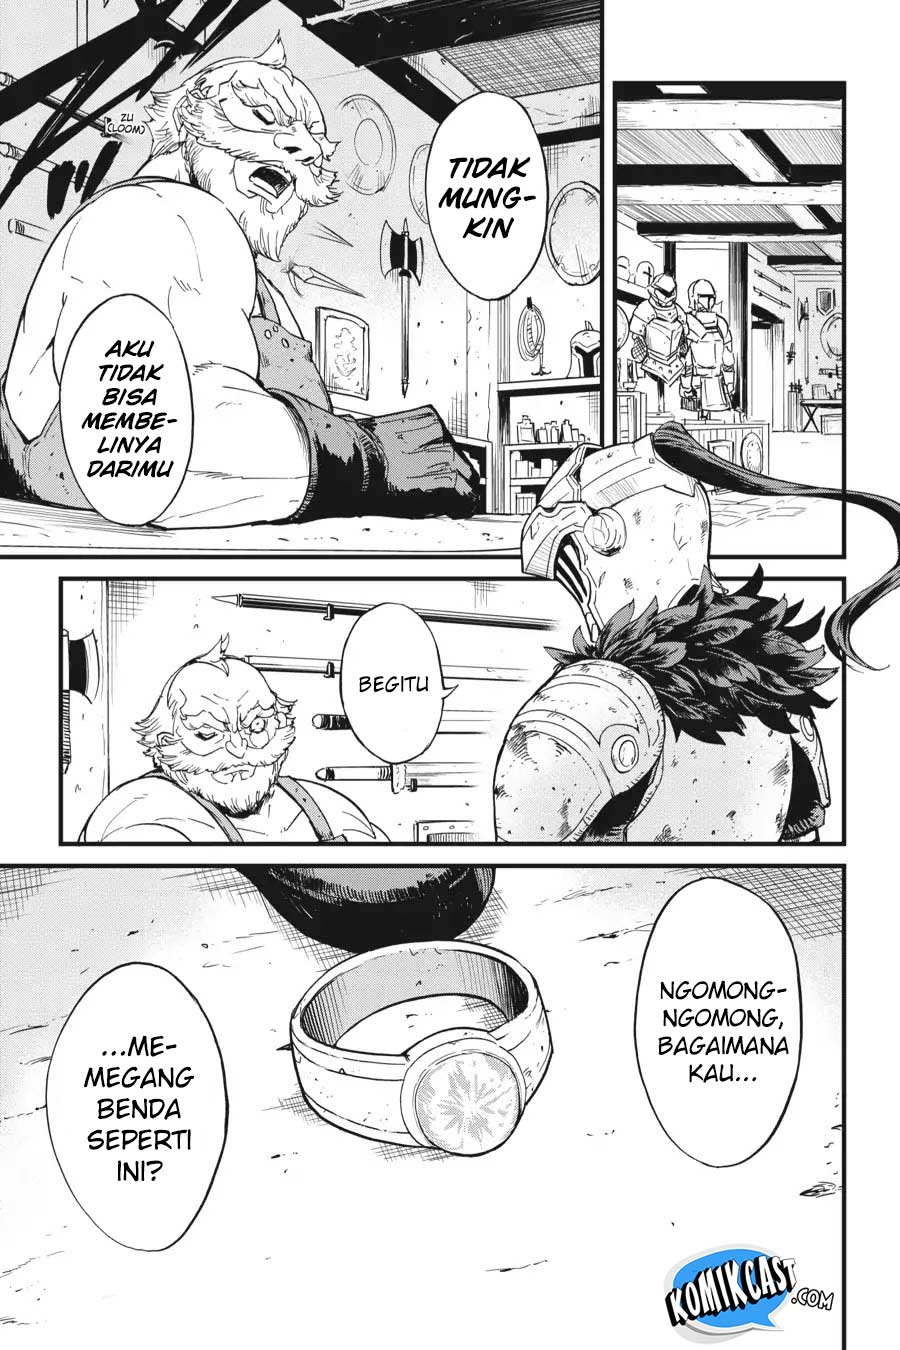 TIDAK
MUNG-
KIN
ZU
(LOOM)
AKU
TIDAK
BISA
MEMBE-
LINYA
DARIMU
BEGITU
NGOMONG-
NGOMONG,
BAGAIMANA
KAU...
...ME-
MEGANG
BENDA
SEPERTI
INI?
KOMIKCAST
.COM